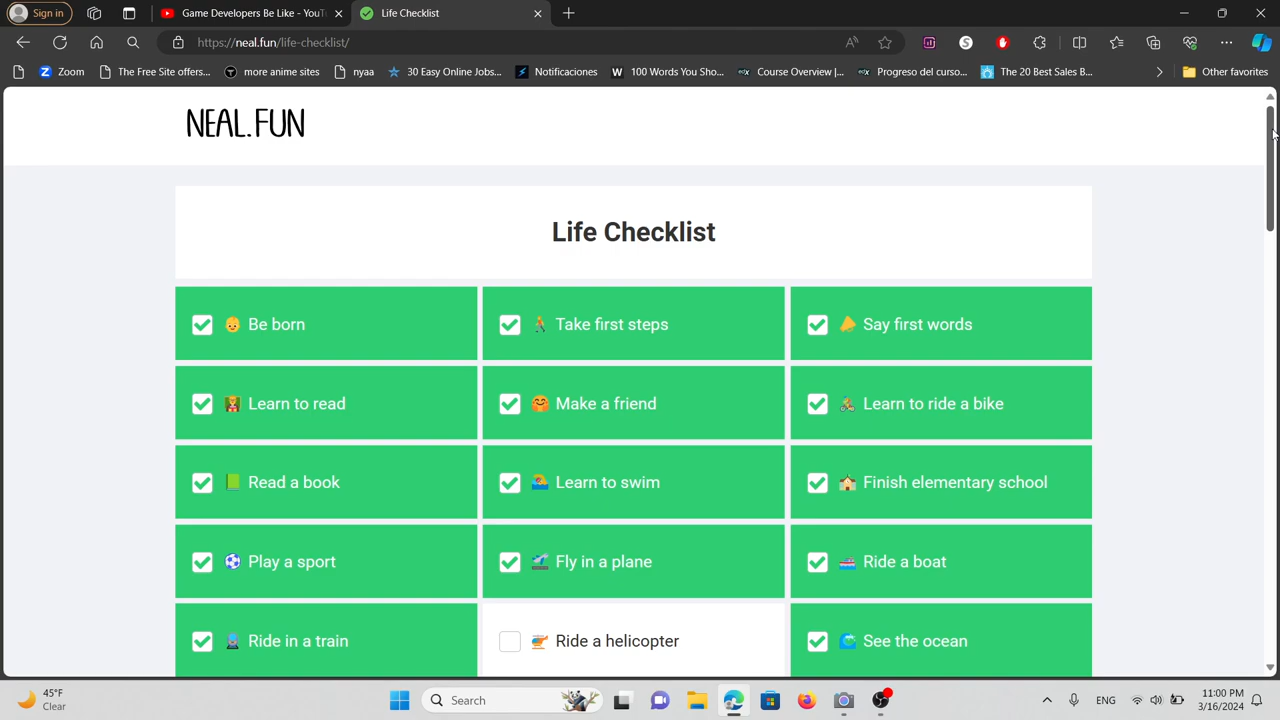 Sign in
Game Developers Be Like - YouT
Life Checklist
https://neal.fun/life-checklist/
Zoom
The Free Site offers...
more anime sites
nyaa
30 Easy Online Jobs...
Notificaciones
100 Words You Sho...
Course Overview |...
Progreso del curso...
The 20 Best Sales B...
Other favorites
NEAL.FUN
Life Checklist
Be born
Take first steps
Say first words
Learn to read
Make a friend
Learn to ride a bike
Read a book
Learn to swim
Finish elementary school
Play a sport
Fly in a plane
Ride a boat
Ride in a train
Ride a helicopter
See the ocean
45°F
Clear
Search
ENG
11:00 PM
3/16/2024